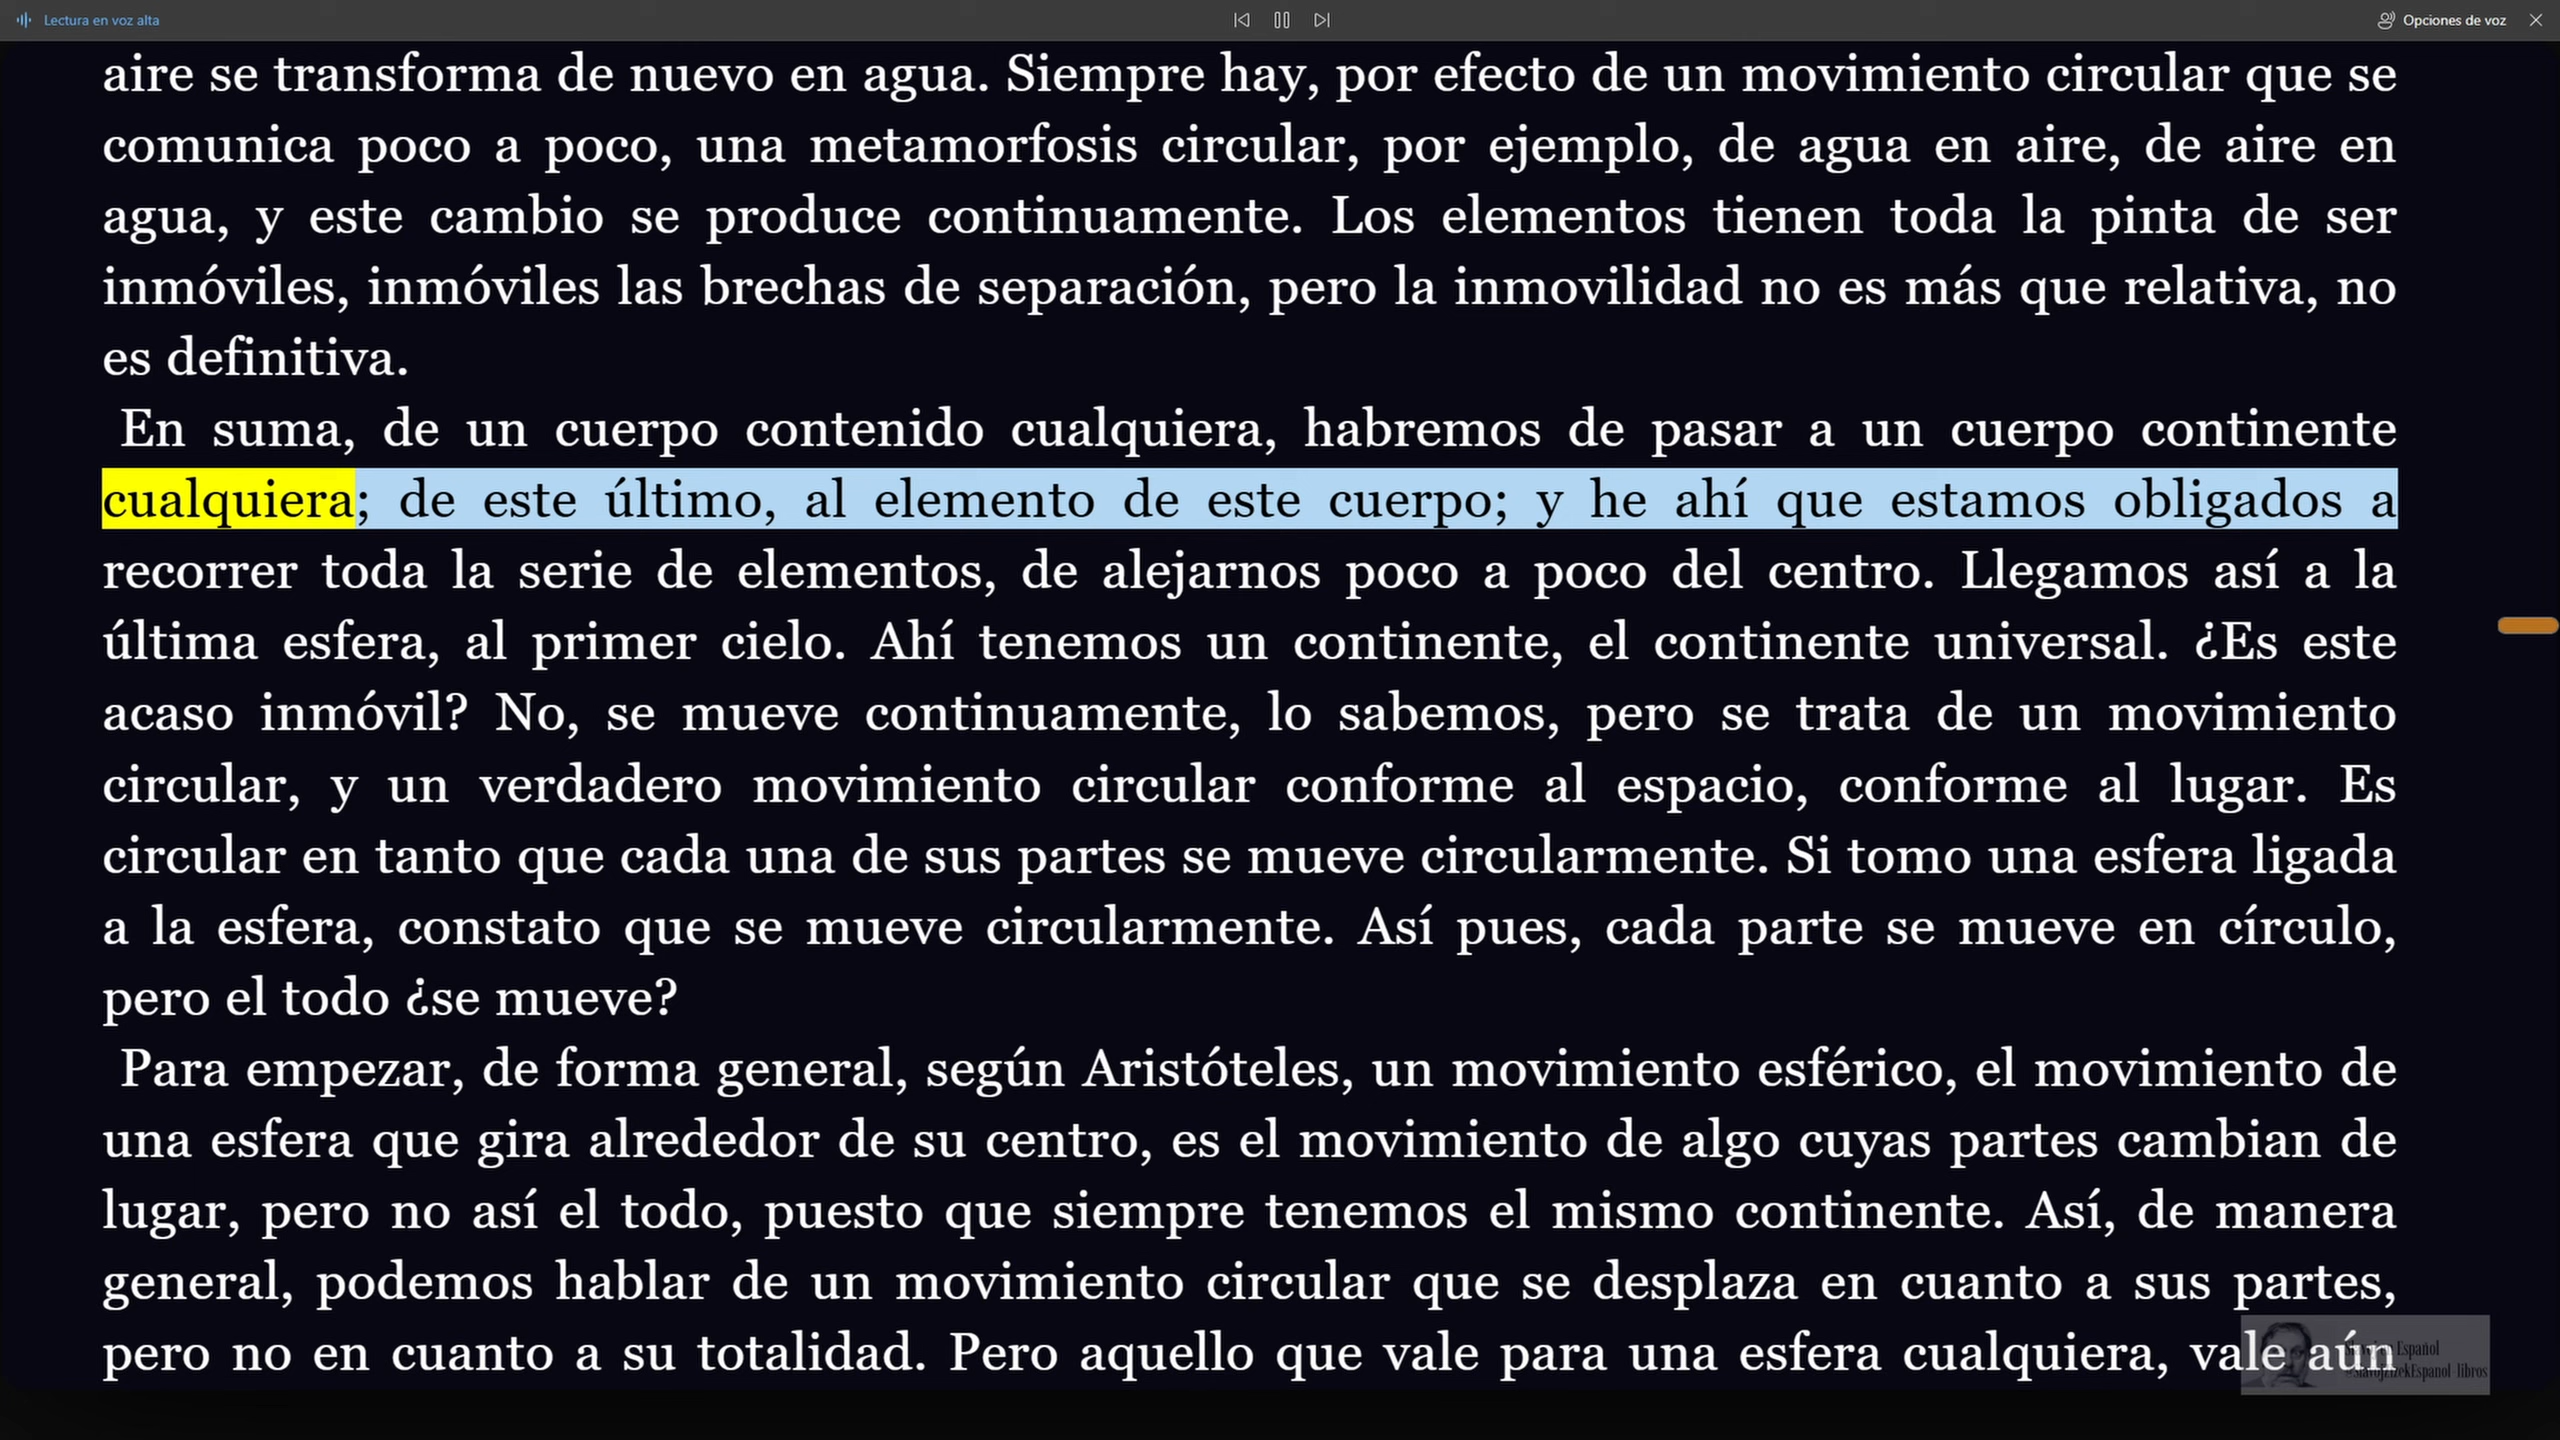 Lectura en voz alta
Opciones de voz
aire se transforma de nuevo en agua. Siempre hay, por efecto de un movimiento circular que se
comunica poco a poco, una metamorfosis circular, por ejemplo, de agua en aire, de aire en
agua, y este cambio se produce continuamente. Los elementos tienen toda la pinta de ser
inmóviles, inmóviles las brechas de separación, pero la inmovilidad no es más que relativa, no
es definitiva.
En suma, de un cuerpo contenido cualquiera, habremos de pasar a un cuerpo continente
cualquiera; de este último, al elemento de este cuerpo; y he ahí que estamos obligados a
recorrer toda la serie de elementos, de alejarnos poco a poco del centro. Llegamos así a la
última esfera, al primer cielo. Ahí tenemos un continente, el continente universal. ¿Es este
acaso inmóvil? No, se mueve continuamente, lo sabemos, pero se trata de un movimiento
circular, y un verdadero movimiento circular conforme al espacio, conforme al lugar. Es
circular en tanto que cada una de sus partes se mueve circularmente. Si tomo una esfera ligada
a la esfera, constato que se mueve circularmente. Así pues, cada parte se mueve en círculo,
pero el todo ¿se mueve?
Para empezar, de forma general, según Aristóteles, un movimiento esférico, el movimiento de
una esfera que gira alrededor de su centro, es el movimiento de algo cuyas partes cambian de
lugar, pero no así el todo, puesto que siempre tenemos el mismo continente. Así, de manera
general, podemos hablar de un movimiento circular que se desplaza en cuanto a sus partes,
pero no en cuanto a su totalidad. Pero aquello que vale para una esfera cualquiera, vale aún
Español